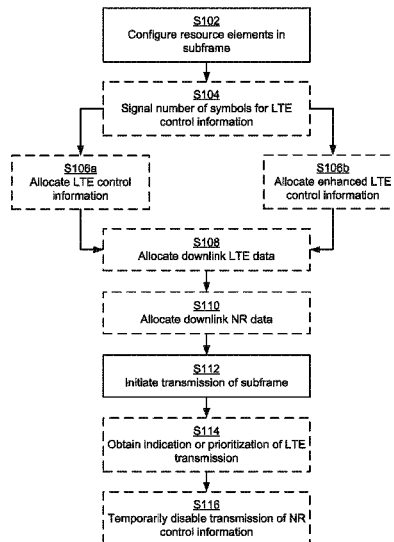 S102
Configure resource elements in
subframe
S104
Signal number of symbols for LTE
control information
S106a
Allocate LTE control
information
S106b
Allocate enhanced LTE
control information
S108
Allocate downlink LTE data
S110
Allocate downlink NR data
S112
Initiate transmission of subframe
S114
Obtain indication or prioritization of LTE
transmission
S116
Temporarily disable transmission of NR
control information